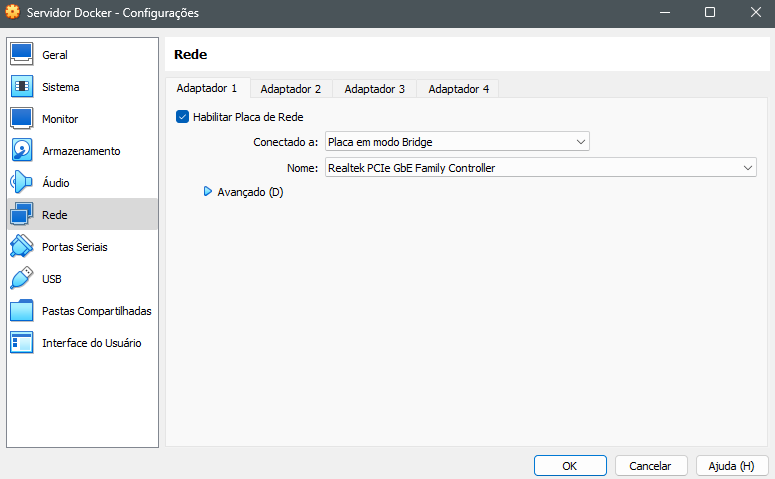 Servidor Docker - Configurações
Geral
Sistema
Monitor
Armazenamento
Áudio
Rede
Portas Seriais
USB
Pastas Compartilhadas
Interface do Usuário
Rede
Adaptador 1 Adaptador 2 Adaptador 3 Adaptador 4
Habilitar Placa de Rede
Conectado a: Placa em modo Bridge
Nome: Realtek PCIe GbE Family Controller
Avançado (D)
OK Cancelar Ajuda (H)